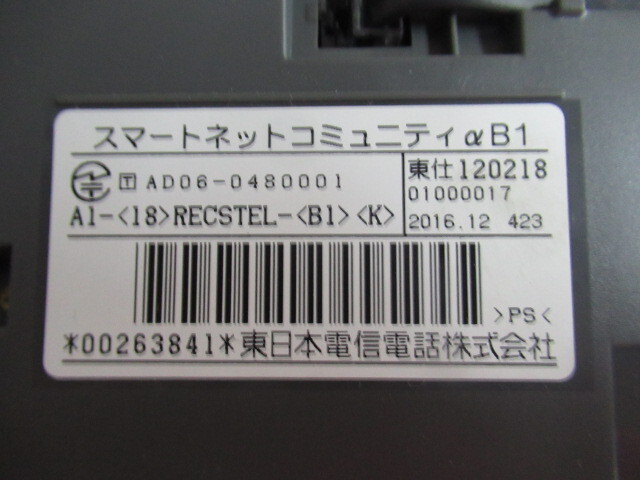 スマートネットコミュニティαB1
T AD06-0480001
東仕120218
01000017
A1-<18>RECSTEL-<B1><K>
2016.12 423
>PS<
*00263841*東日本電信電話株式会社